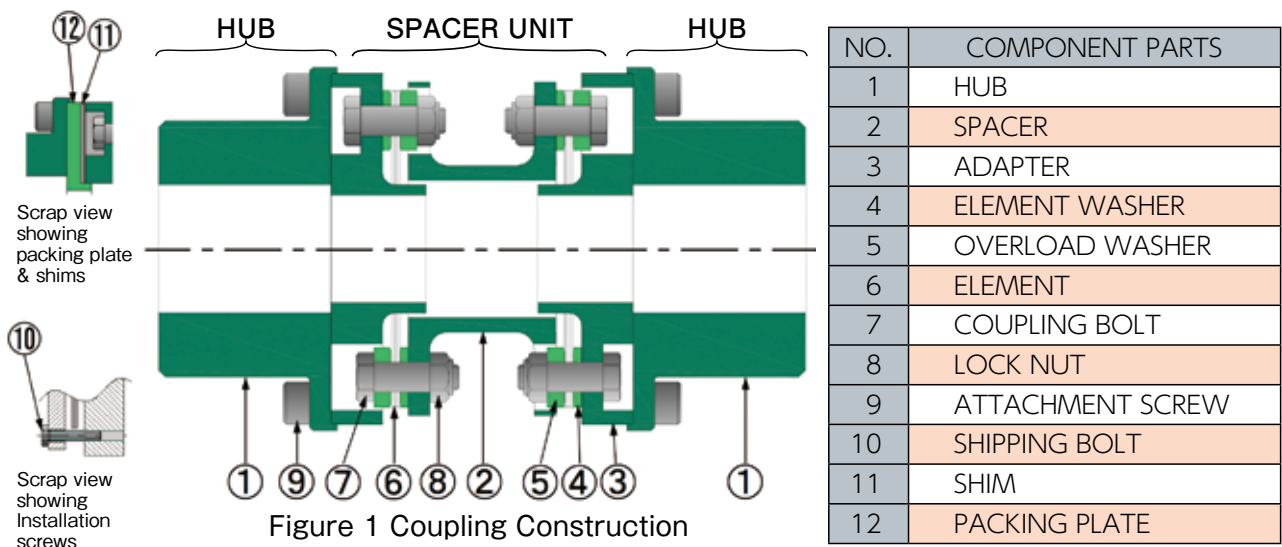 ⑫ ⑪
HUB SPACER UNIT HUB
Scrap view
showing
packing plate
& shims
⑩
Scrap view
showing
Installation
screws
① ⑨ ⑦ ⑥ ⑧ ② ⑤ ④ ③ ①
Figure 1 Coupling Construction
NO. COMPONENT PARTS
1 HUB
2 SPACER
3 ADAPTER
4 ELEMENT WASHER
5 OVERLOAD WASHER
6 ELEMENT
7 COUPLING BOLT
8 LOCK NUT
9 ATTACHMENT SCREW
10 SHIPPING BOLT
11 SHIM
12 PACKING PLATE